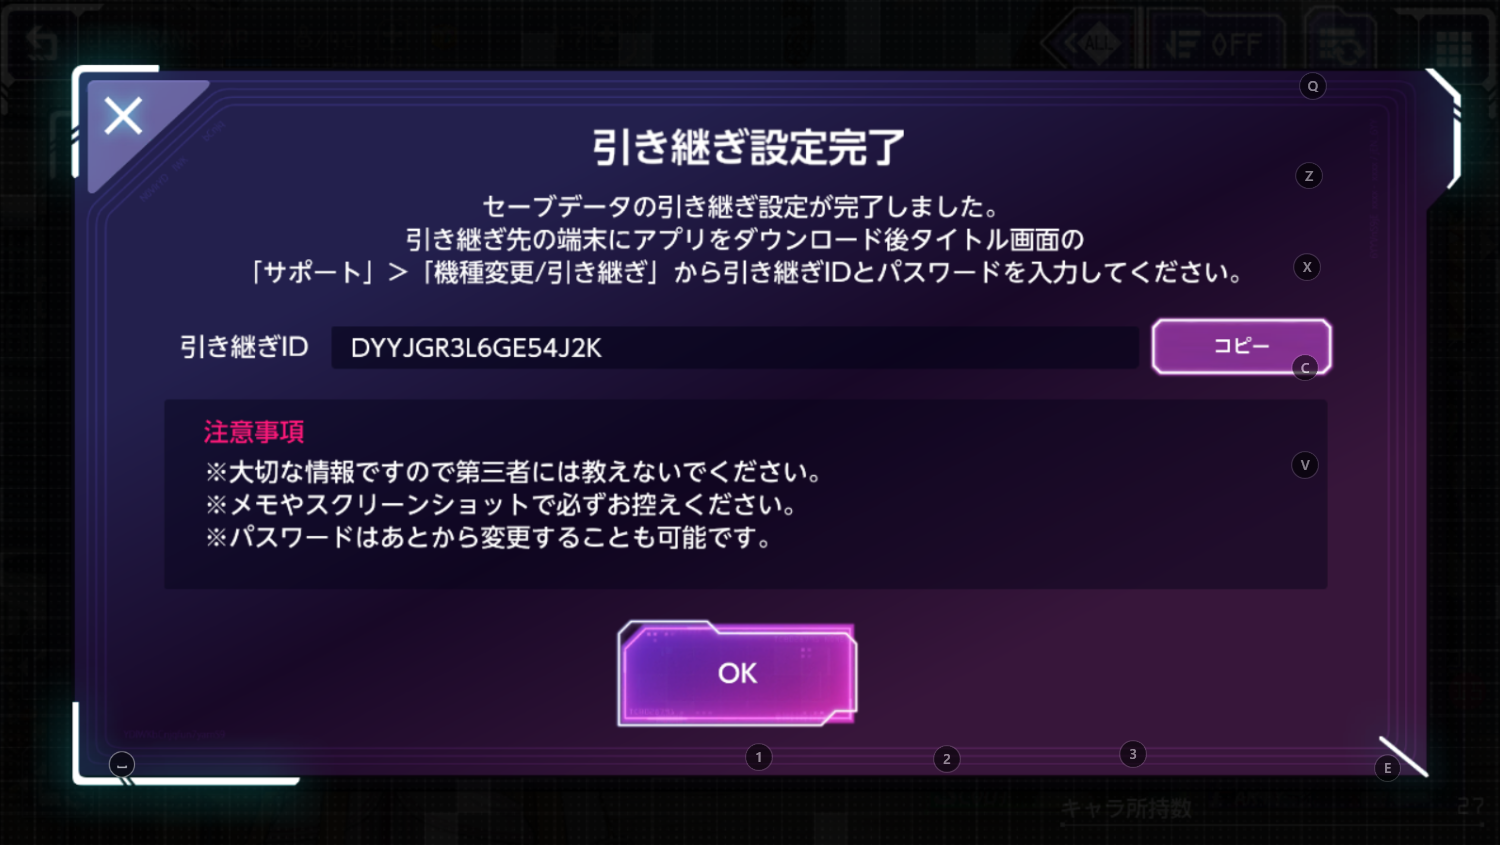 ALL
OFF
Q
引き継ぎ設定完了
Z
セーブデータの引き継ぎ設定が完了しました。
引き継ぎ先の端末にアプリをダウンロード後タイトル画面の
「サポート」>「機種変更/引き継ぎ」から引き継ぎIDとパスワードを入力してください。
X
引き継ぎID
DYYJGR3L6GE54J2K
コピー
C
注意事項
※大切な情報ですので第三者には教えないでください。
V
※メモやスクリーンショットで必ずお控えください。
※パスワードはあとから変更することも可能です。
OK
1
2
3
E
キャラ所持数
27